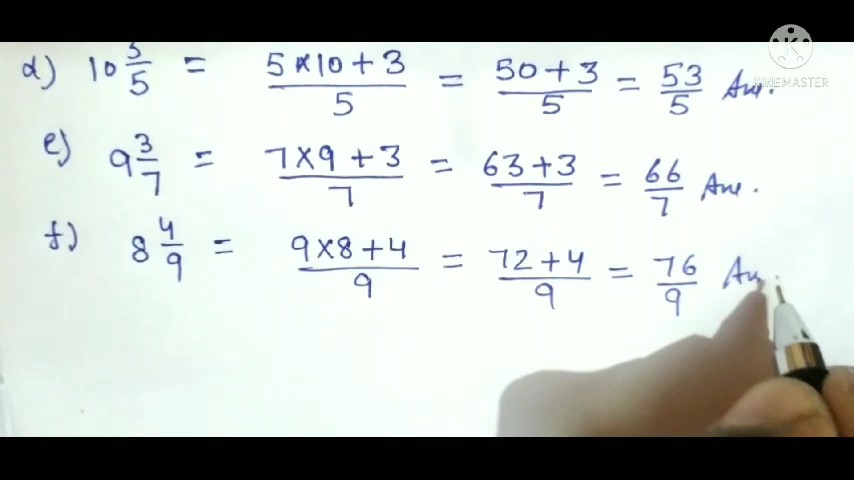 KINEMASTER
d) 10 3/5 = (5×10+3)/5 = (50+3)/5 = 53/5 Ans.
e) 9 3/7 = (7×9+3)/7 = (63+3)/7 = 66/7 Ans.
f) 8 4/9 = (9×8+4)/9 = (72+4)/9 = 76/9 An